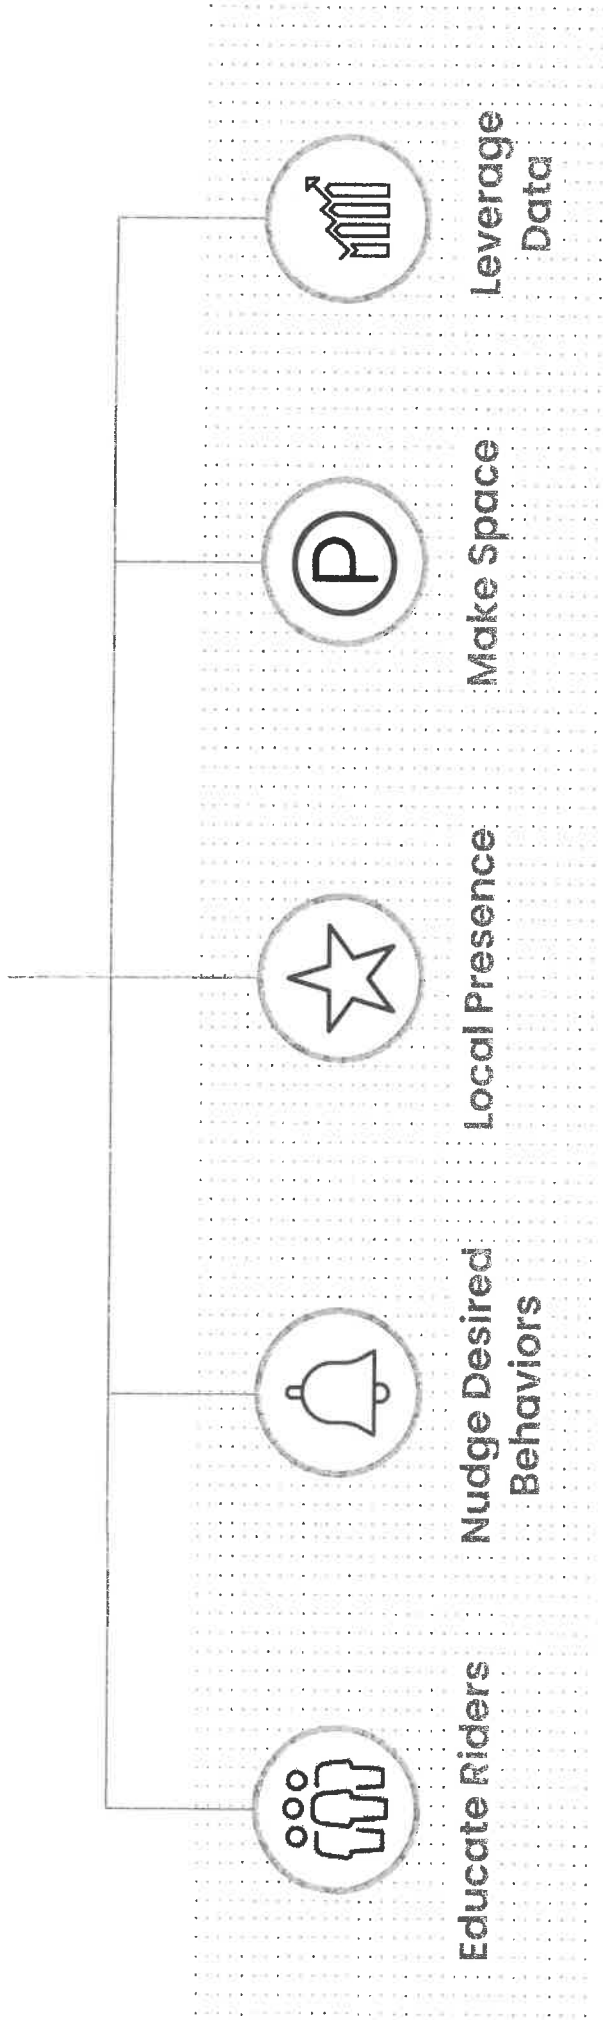 Educate Riders
Nudge Desired
Behaviors
Local Presence
P
Make Space
Leverage
Data